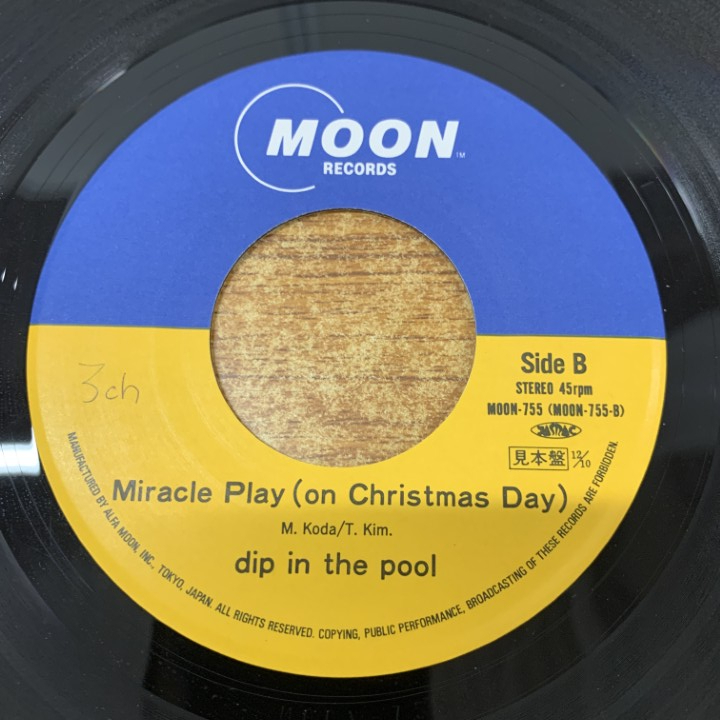 MOON TM
RECORDS
3ch
Side B
STEREO 45rpm
MOON-755 (MOON-755-B)
JASRAC
見本盤 12/10
Miracle Play (on Christmas Day)
M. Koda/T. Kim.
dip in the pool
MANUFACTURED BY ALFA MOON, INC., TOKYO, JAPAN. ALL RIGHTS RESERVED. COPYING, PUBLIC PERFORMANCE, BROADCASTING OF THESE RECORDS ARE FORBIDDEN.